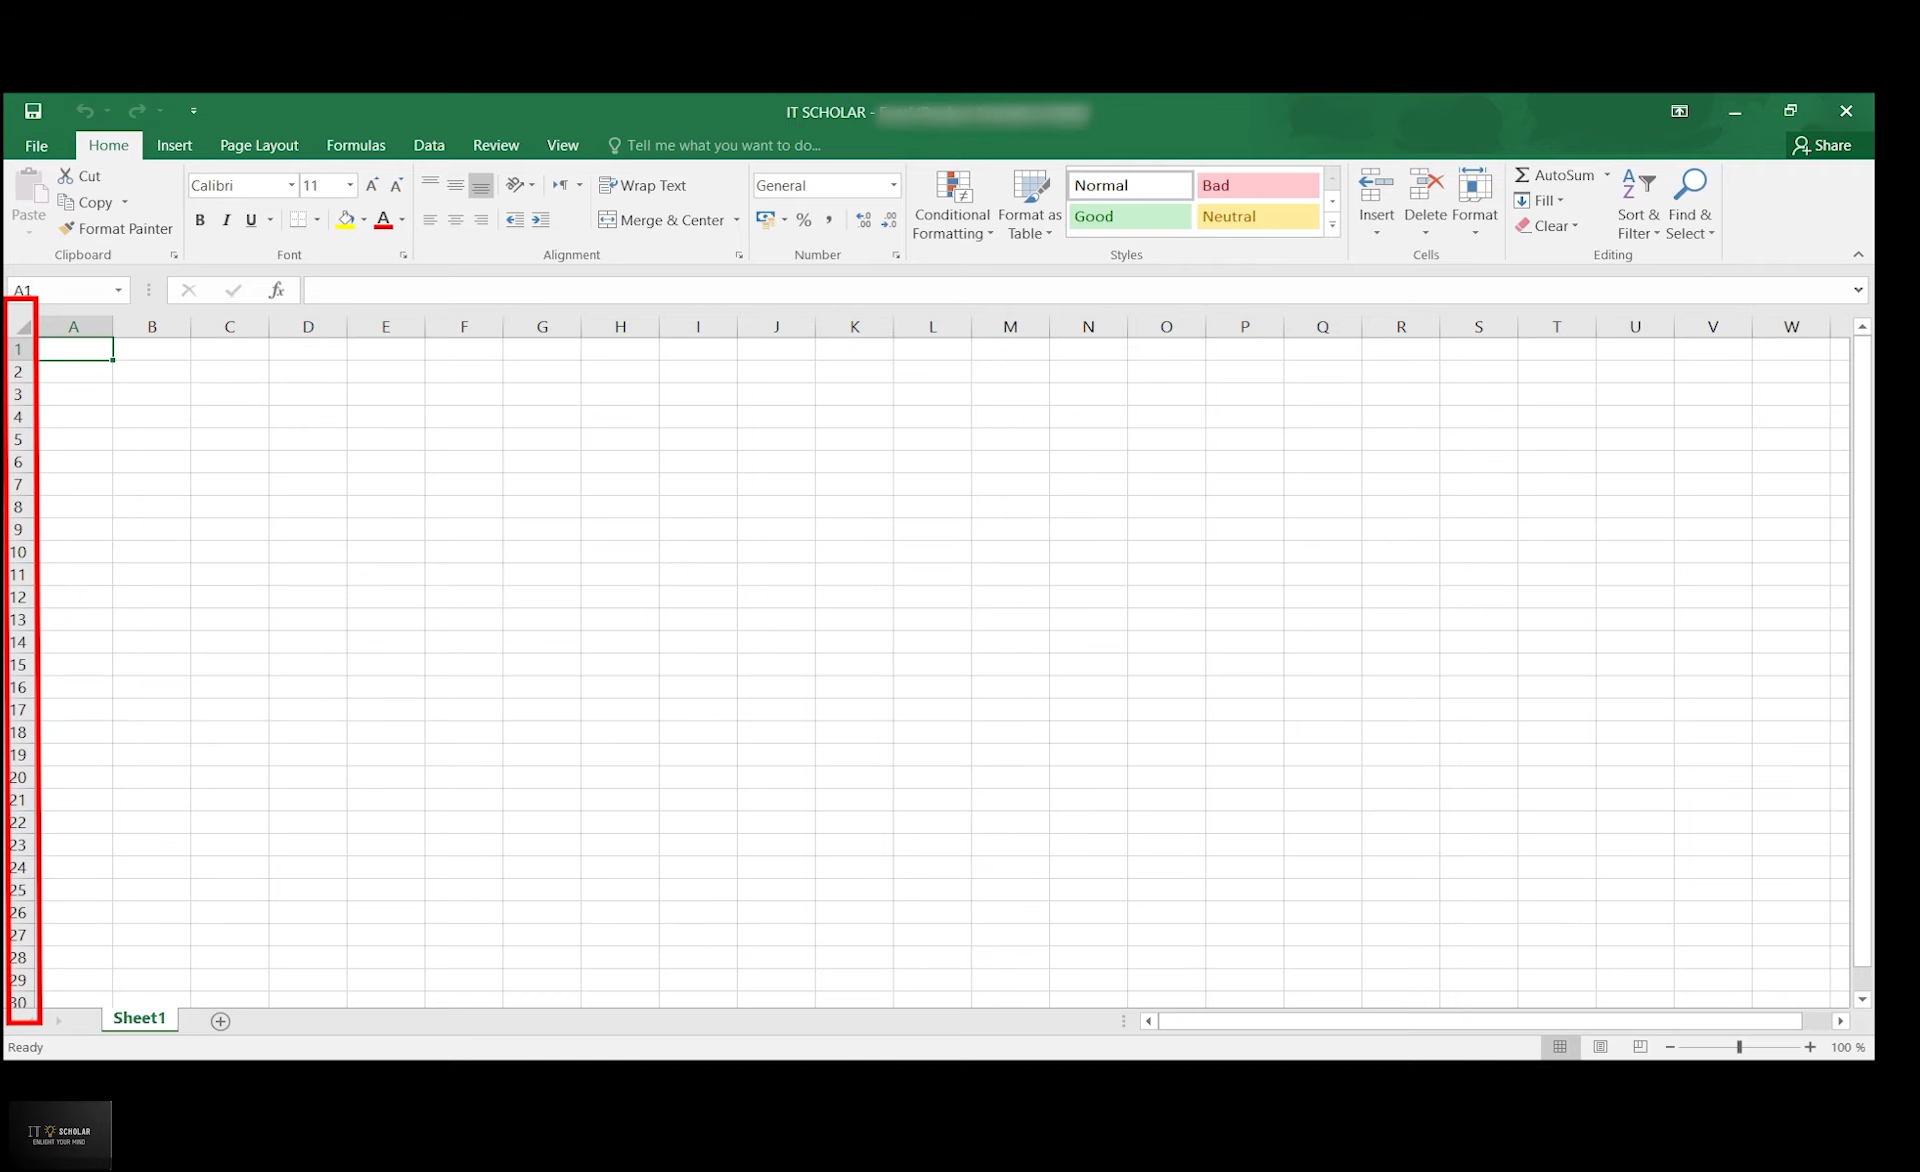 IT SCHOLAR -
File Home Insert Page Layout Formulas Data Review View Tell me what you want to do... Share
Paste
Cut
Copy
Format Painter
Clipboard
Calibri 11
B I U A
Font
Wrap Text
Merge & Center
Alignment
General
% ,
Number
Conditional Formatting
Format as Table
Normal Bad
Good Neutral
Styles
Insert Delete Format
Cells
AutoSum
Fill
Clear
Sort & Filter
Find & Select
Editing
A1 fx
A B C D E F G H I J K L M N O P Q R S T U V W
1
2
3
4
5
6
7
8
9
10
11
12
13
14
15
16
17
18
19
20
21
22
23
24
25
26
27
28
29
30
Sheet1
Ready 100 %
IT SCHOLAR
ENLIGHT YOUR MIND